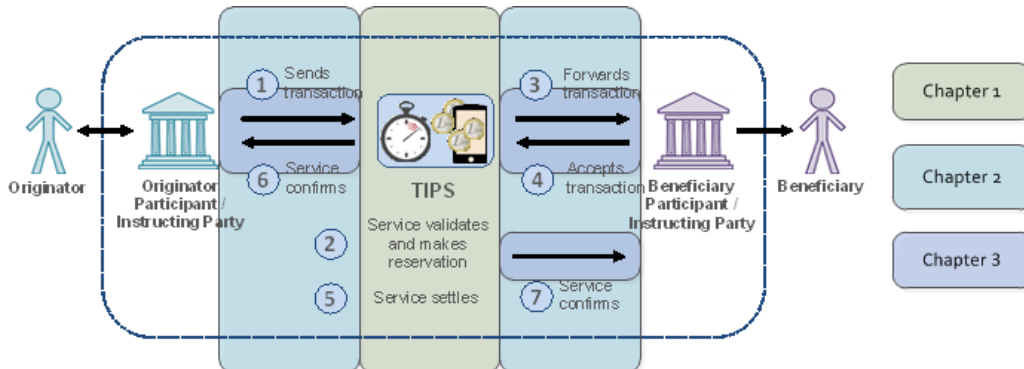 1 Sends
transaction
3 Forwards
transaction
Chapter 1
6 Service
confirms
TIPS
4 Accepts
transaction
Originator
Originator
Participant /
Instructing Party
Beneficiary
Participant /
Instructing Party
Beneficiary
Chapter 2
2 Service validates
and makes
reservation
5 Service settles
7 Service
confirms
Chapter 3